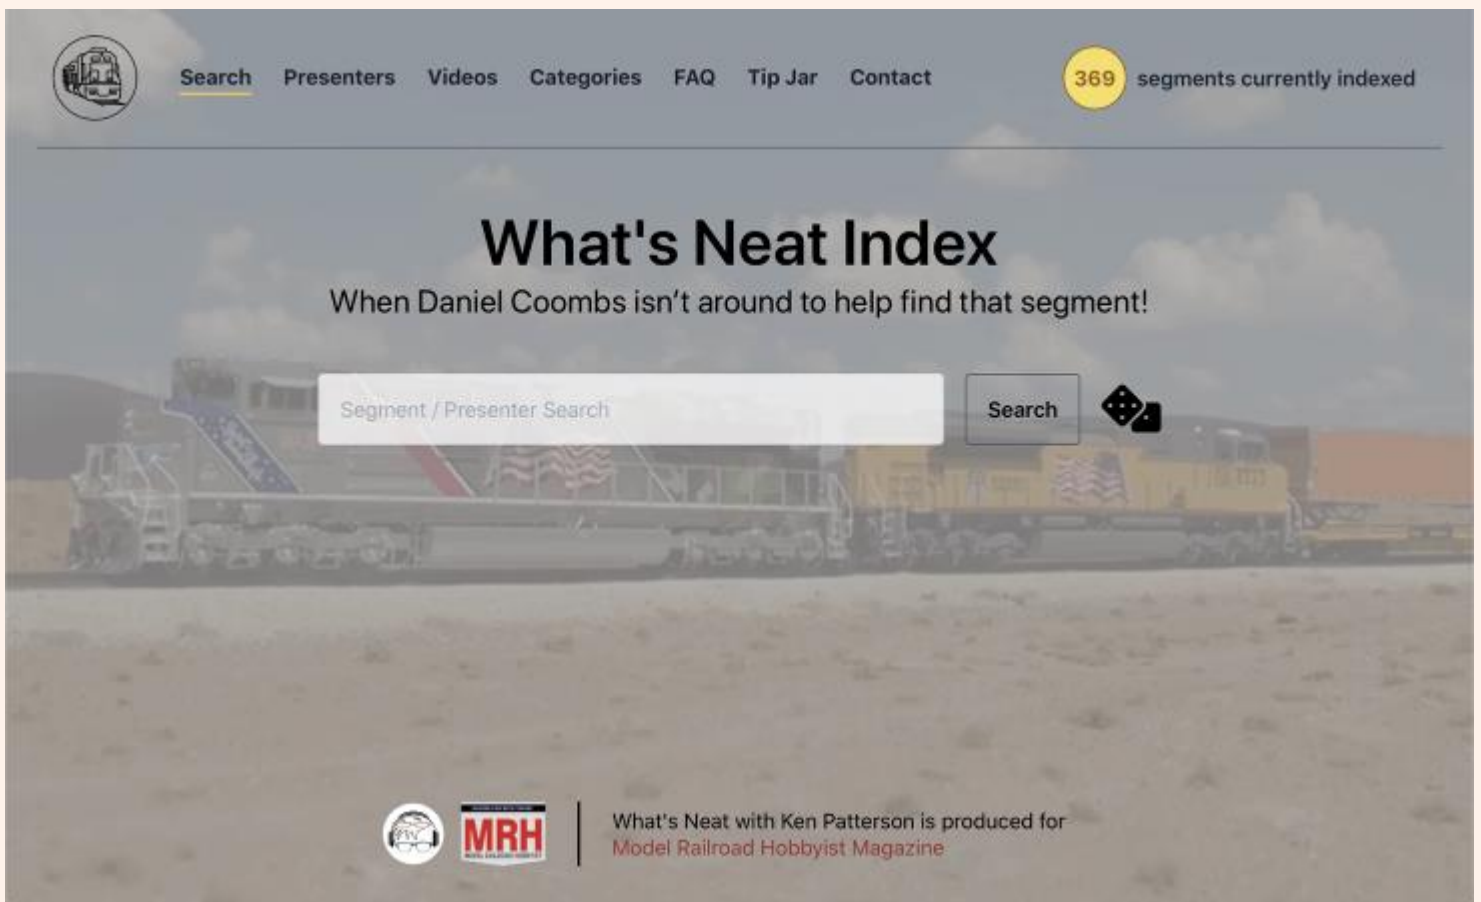 Search Presenters Videos Categories FAQ Tip Jar Contact
369 segments currently indexed
What's Neat Index
When Daniel Coombs isn’t around to help find that segment!
Segment / Presenter Search
Search
MRH
What's Neat with Ken Patterson is produced for
Model Railroad Hobbyist Magazine